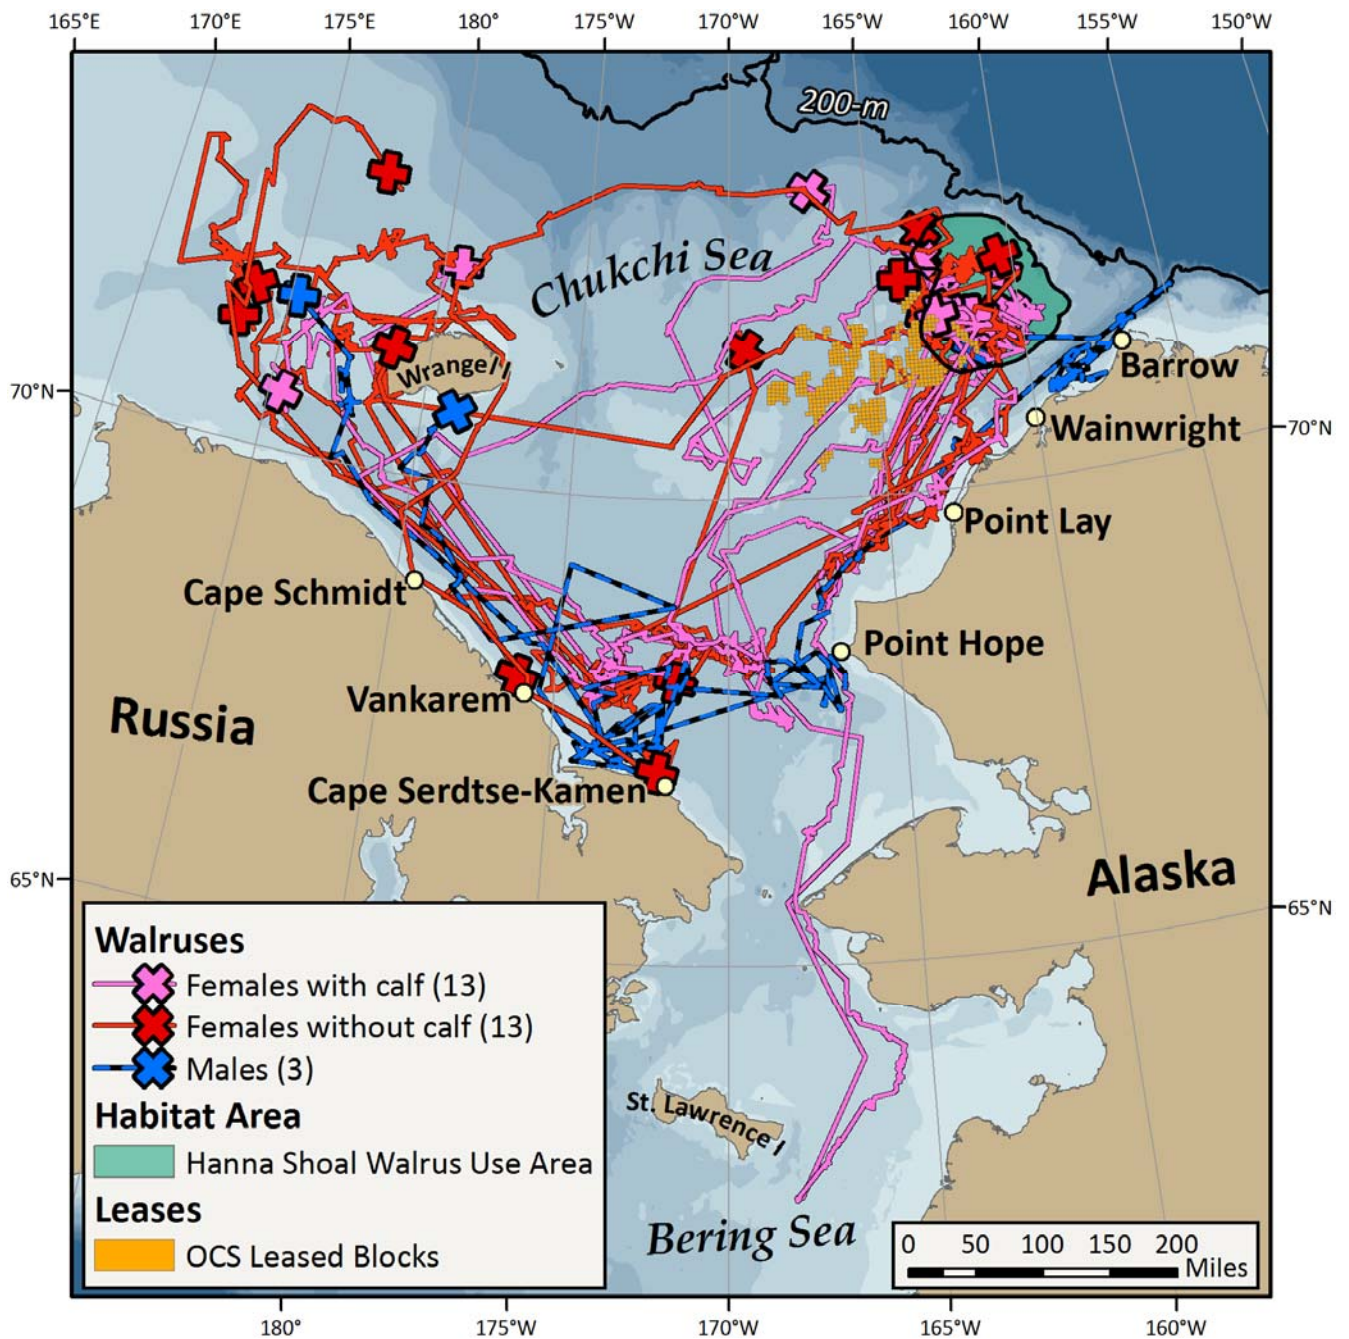 165°E 170°E 175°E 180° 175°W 170°W 165°W 160°W 155°W 150°W
200-m
Chukchi Sea
Wrangel I
70°N
Barrow
Wainwright
70°N
Point Lay
Cape Schmidt
Point Hope
Vankarem
Russia
Cape Serdtse-Kamen
Alaska
65°N
65°N
Walruses
Females with calf (13)
Females without calf (13)
Males (3)
Habitat Area
Hanna Shoal Walrus Use Area
Leases
OCS Leased Blocks
St. Lawrence I
Bering Sea
0 50 100 150 200
Miles
180° 175°W 170°W 165°W 160°W